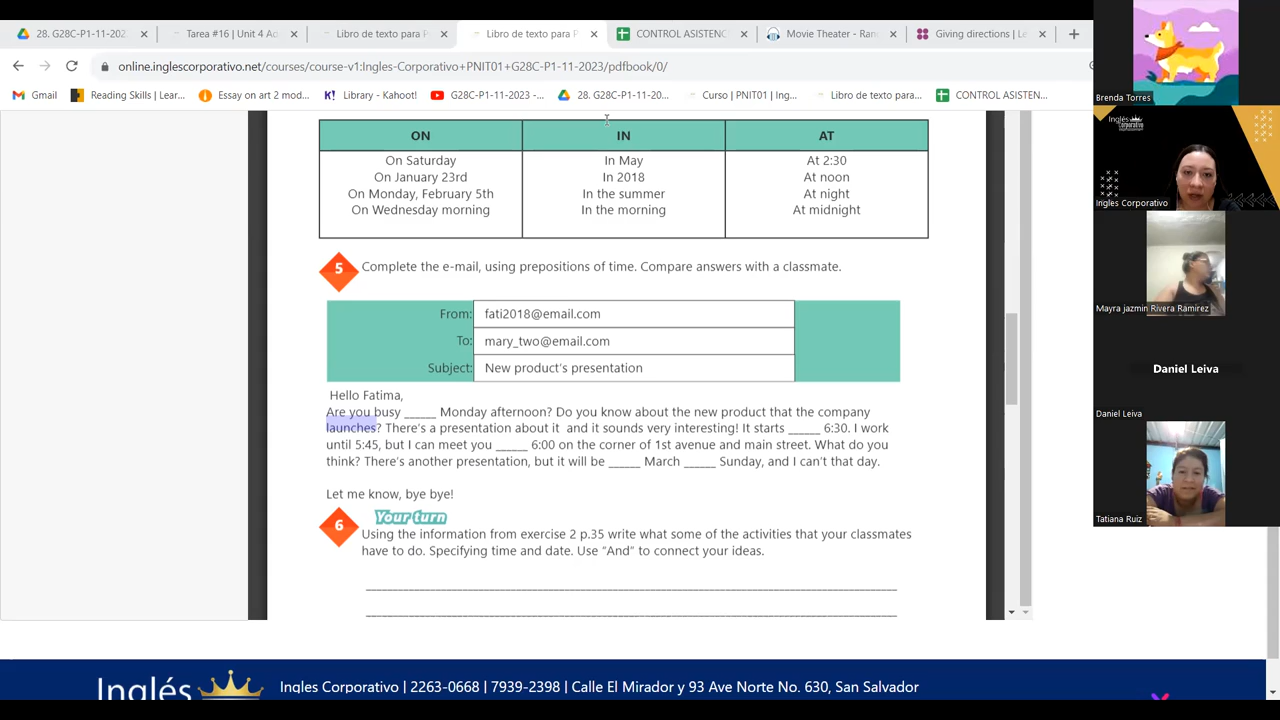 28. G28C-P1-11-202
Tarea #16 | Unit 4 Ao
Libro de texto para P
Libro de texto para P
CONTROL ASISTENC
Movie Theater - Ran
Giving directions | Le
online.inglescorporativo.net/courses/course-v1:Ingles-Corporativo+PNIT01+G28C-P1-11-2023/pdfbook/0/
Gmail
Reading Skills | Lear...
Essay on art 2 mod...
Library - Kahoot!
G28C-P1-11-2023 -...
28. G28C-P1-11-20...
Curso | PNIT01 | Ing...
Libro de texto para...
CONTROL ASISTEN...
ON IN AT
On Saturday In May At 2:30
On January 23rd In 2018 At noon
On Monday, February 5th In the summer At night
On Wednesday morning In the morning At midnight
5 Complete the e-mail, using prepositions of time. Compare answers with a classmate.
From: fati2018@email.com
To: mary_two@email.com
Subject: New product's presentation
Hello Fatima,
Are you busy ______ Monday afternoon? Do you know about the new product that the company
launches? There's a presentation about it and it sounds very interesting! It starts ______ 6:30. I work
until 5:45, but I can meet you ______ 6:00 on the corner of 1st avenue and main street. What do you
think? There's another presentation, but it will be ______ March ______ Sunday, and I can't that day.
Let me know, bye bye!
6 Your turn
Using the information from exercise 2 p.35 write what some of the activities that your classmates
have to do. Specifying time and date. Use "And" to connect your ideas.
Brenda Torres
Inglés
Corporativo
Ingles Corporativo
Mayra jazmin Rivera Ramirez
Daniel Leiva
Daniel Leiva
Tatiana Ruiz
Inglés
Ingles Corporativo | 2263-0668 | 7939-2398 | Calle El Mirador y 93 Ave Norte No. 630, San Salvador